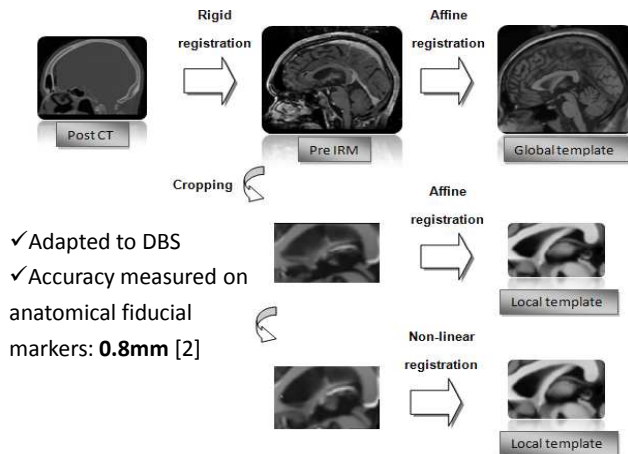 Rigid
registration
Affine
registration
Post CT
Pre IRM
Global template
Cropping
Affine
registration
✓Adapted to DBS
✓Accuracy measured on
anatomical fiducial
markers: 0.8mm [2]
Local template
Non-linear
registration
Local template